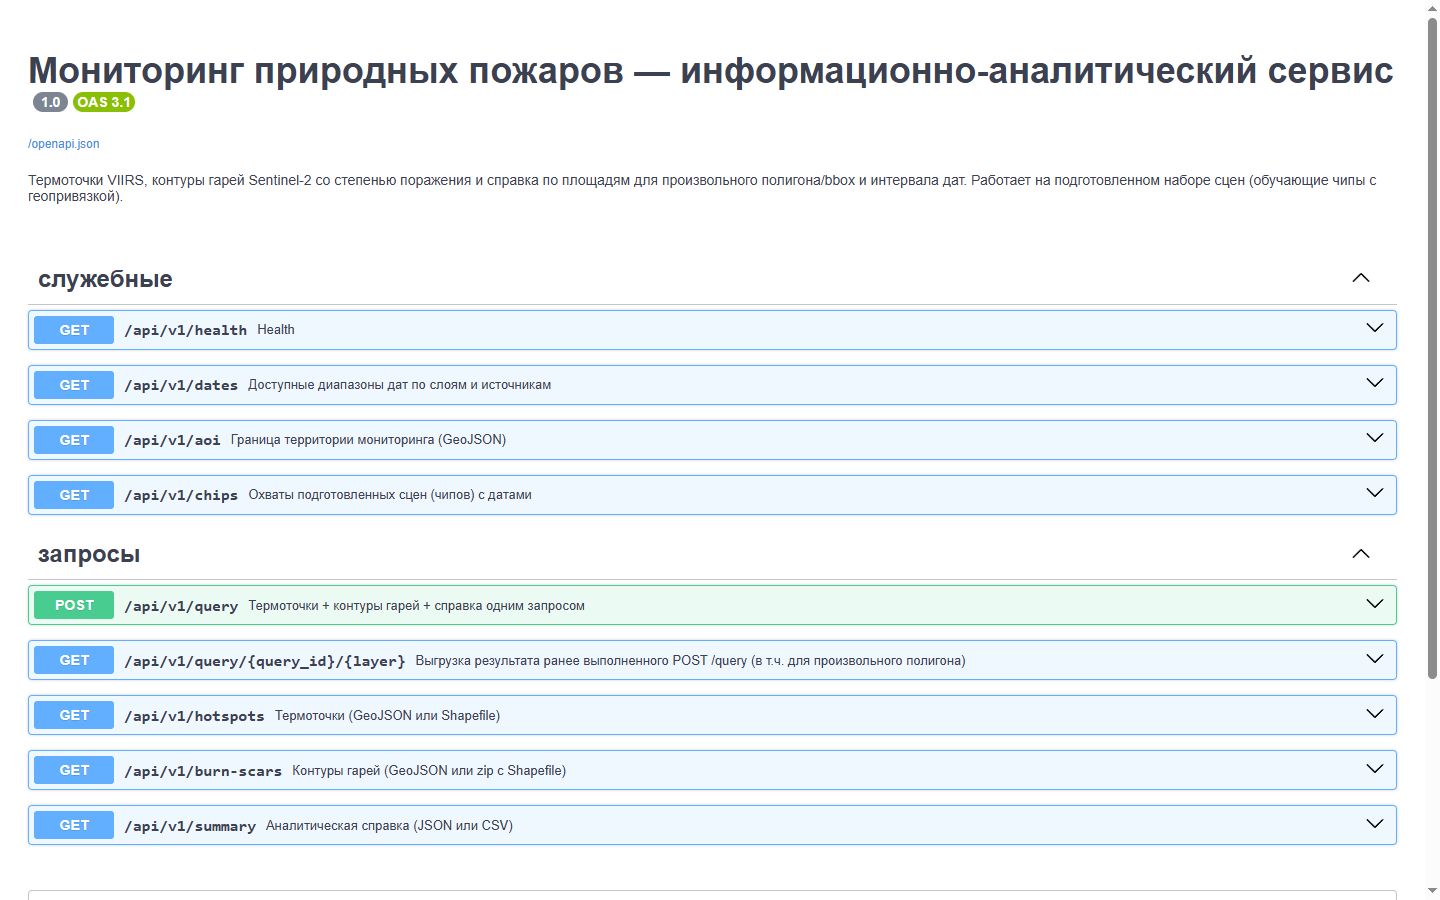 Мониторинг природных пожаров — информационно-аналитический сервис
1.0 OAS 3.1
/openapi.json
Термоточки VIIRS, контуры гарей Sentinel-2 со степенью поражения и справка по площадям для произвольного полигона/bbox и интервала дат. Работает на подготовленном наборе сцен (обучающие чипы с
геопривязкой).
служебные
GET /api/v1/health Health
GET /api/v1/dates Доступные диапазоны дат по слоям и источникам
GET /api/v1/aoi Граница территории мониторинга (GeoJSON)
GET /api/v1/chips Охваты подготовленных сцен (чипов) с датами
запросы
POST /api/v1/query Термоточки + контуры гарей + справка одним запросом
GET /api/v1/query/{query_id}/{layer} Выгрузка результата ранее выполненного POST /query (в т.ч. для произвольного полигона)
GET /api/v1/hotspots Термоточки (GeoJSON или Shapefile)
GET /api/v1/burn-scars Контуры гарей (GeoJSON или zip с Shapefile)
GET /api/v1/summary Аналитическая справка (JSON или CSV)